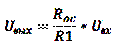 Uвых = Rос / R1 * Uвх